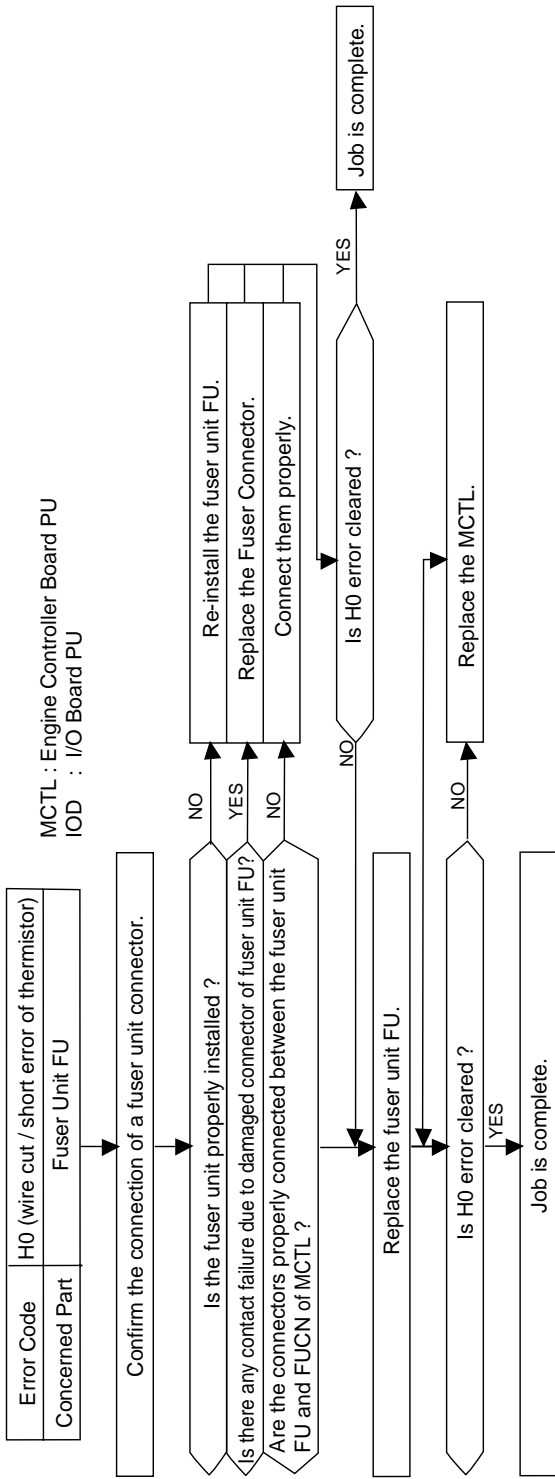 Error Code H0 (wire cut / short error of thermistor)
Concerned Part Fuser Unit FU
MCTL : Engine Controller Board PU
IOD : I/O Board PU
Confirm the connection of a fuser unit connector.
Is the fuser unit properly installed ?
NO
Re-install the fuser unit FU.
Is there any contact failure due to damaged connector of fuser unit FU?
YES
Replace the Fuser Connector.
Are the connectors properly connected between the fuser unit
FU and FUCN of MCTL ?
NO
Connect them properly.
Is H0 error cleared ?
YES
Job is complete.
NO
Replace the fuser unit FU.
Is H0 error cleared ?
NO
Replace the MCTL.
YES
Job is complete.